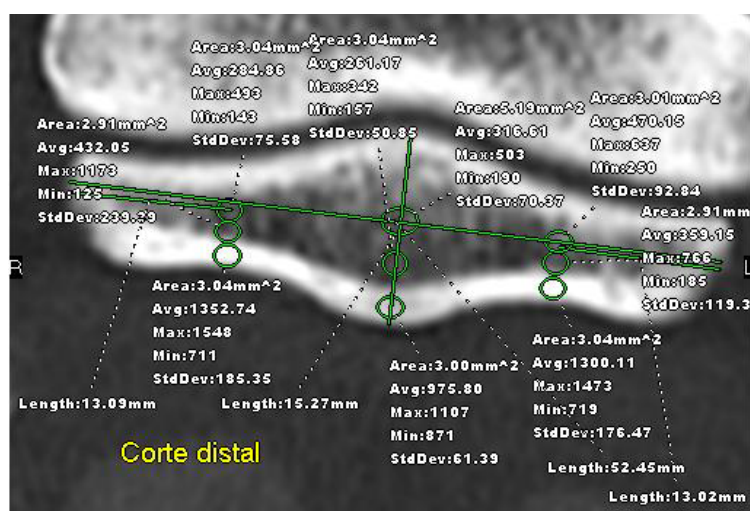 Area:3.04mm^2
Avg:284.86
Max:493
Min:143
StdDev:75.58
Area:3.04mm^2
Avg:261.17
Max:342
Min:157
StdDev:50.85
Area:5.19mm^2
Avg:316.61
Max:503
Min:190
StdDev:70.37
Area:3.01mm^2
Avg:470.15
Max:637
Min:250
StdDev:92.84
Area:2.91mm^2
Avg:432.05
Max:1173
Min:125
StdDev:239.39
Area:2.91mm^2
Avg:359.15
Max:766
Min:185
StdDev:119.3
R
L
Area:3.04mm^2
Avg:1352.74
Max:1548
Min:711
StdDev:185.35
Area:3.00mm^2
Avg:975.80
Max:1107
Min:871
StdDev:61.39
Area:3.04mm^2
Avg:1300.11
Max:1473
Min:719
StdDev:176.47
Length:13.09mm
Length:15.27mm
Length:52.45mm
Length:13.02mm
Corte distal